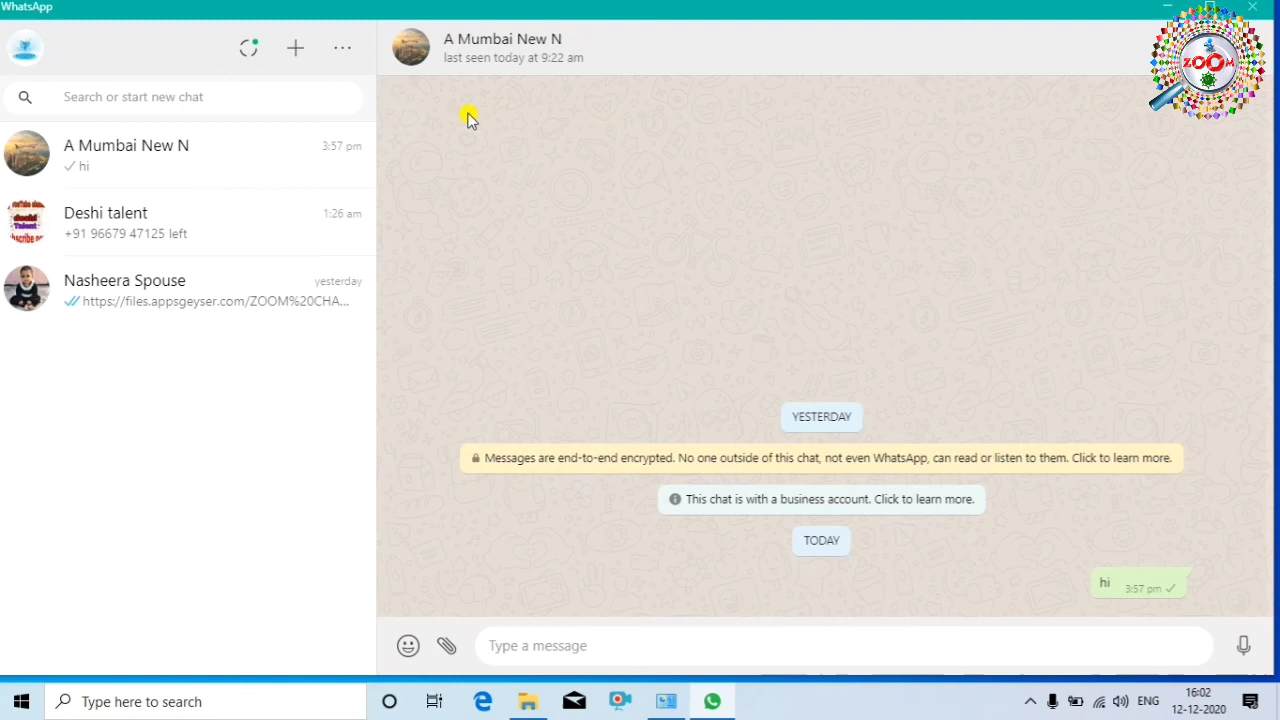 WhatsApp
A Mumbai New N
last seen today at 9:22 am
ZOOM
Search or start new chat
A Mumbai New N
3:57 pm
hi
Deshi talent
1:26 am
+91 96679 47125 left
Nasheera Spouse
yesterday
https://files.appsgeyser.com/ZOOM%20CHA...
deshi
Talent
YESTERDAY
Messages are end-to-end encrypted. No one outside of this chat, not even WhatsApp, can read or listen to them. Click to learn more.
This chat is with a business account. Click to learn more.
TODAY
hi
3:57 pm
Type a message
Type here to search
ENG
16:02
12-12-2020